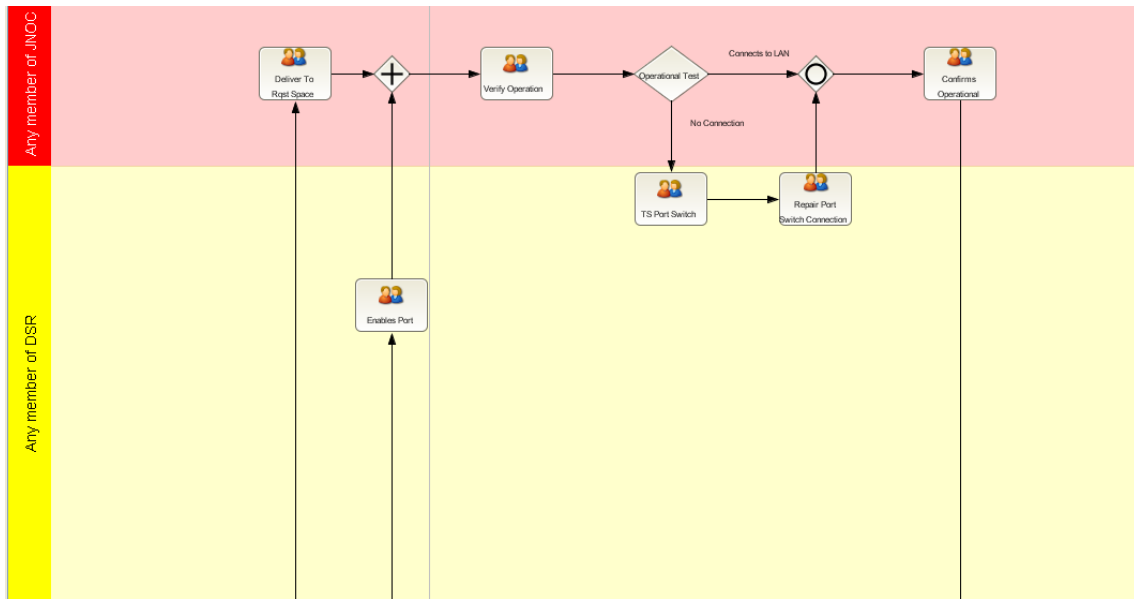 Any member of JNOC
Deliver To
Rqst Space
Verify Operation
Operational Test
Connects to LAN
No Connection
Confirms
Operational
Any member of DSR
TS Port Switch
Repair Port
Switch Connection
Enables Port